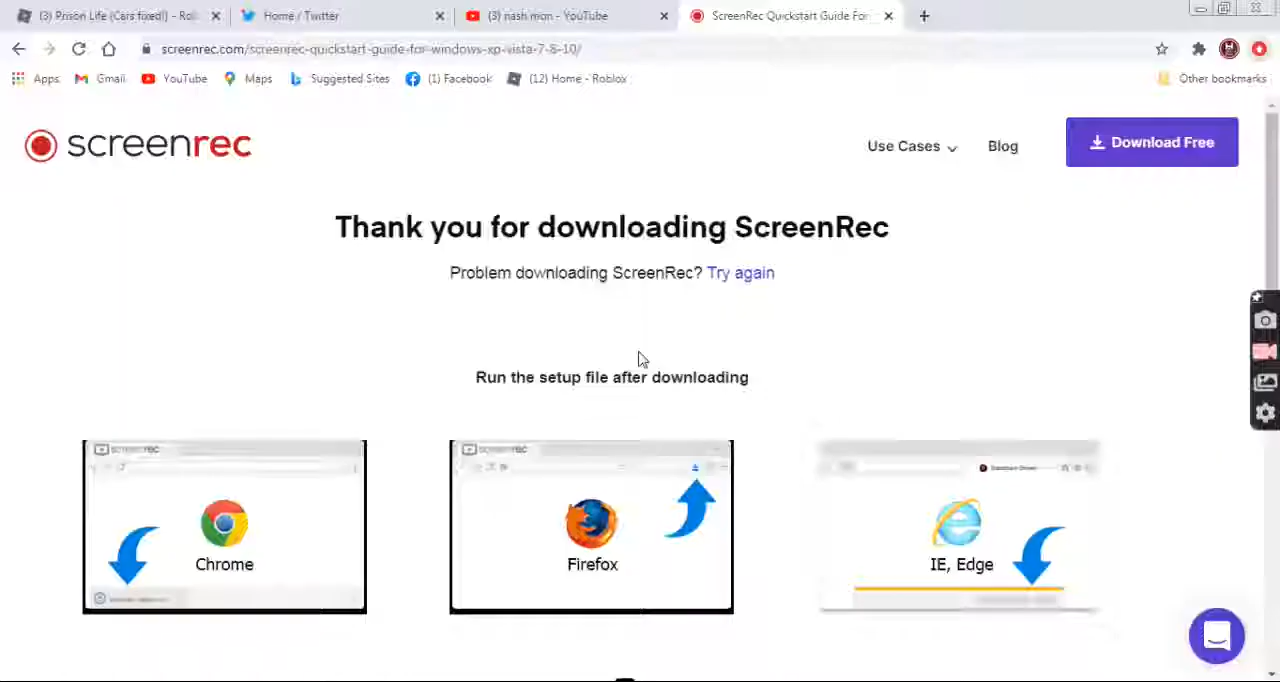 (3) Prison Life (Cars fixed!) - Rol
Home / Twitter
(3) nash mon - YouTube
ScreenRec Quickstart Guide For
screenrec.com/screenrec-quickstart-guide-for-windows-xp-vista-7-8-10/
Apps
Gmail
YouTube
Maps
Suggested Sites
(1) Facebook
(12) Home - Roblox
Other bookmarks
screenrec
Use Cases
Blog
Download Free
Thank you for downloading ScreenRec
Problem downloading ScreenRec? Try again
Run the setup file after downloading
screenrec
Chrome
screenrec
Firefox
IE, Edge